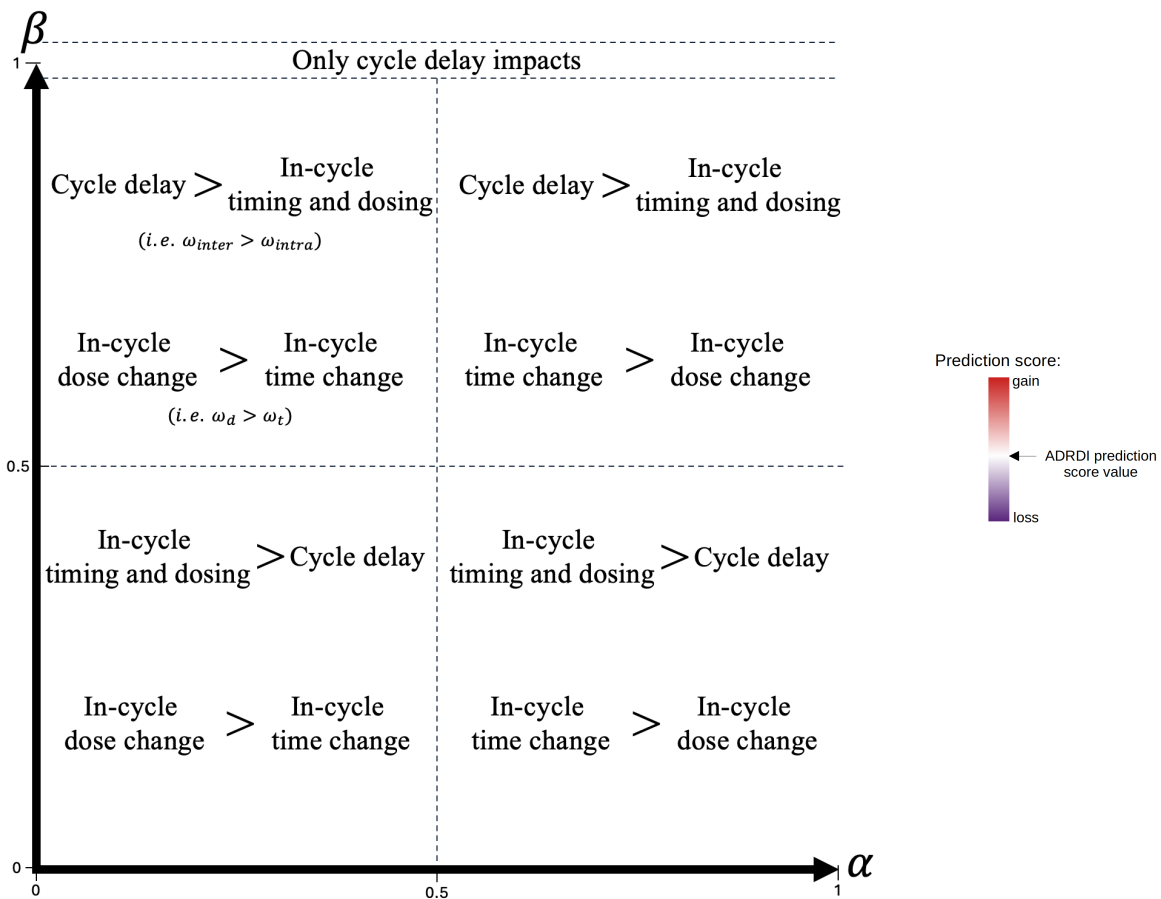 β
1
Only cycle delay impacts
Cycle delay > In-cycle
timing and dosing
(i.e. ω_inter > ω_intra)
Cycle delay > In-cycle
timing and dosing
In-cycle
dose change > In-cycle
time change
(i.e. ω_d > ω_t)
In-cycle
time change > In-cycle
dose change
0.5
In-cycle
timing and dosing > Cycle delay
In-cycle
timing and dosing > Cycle delay
In-cycle
dose change > In-cycle
time change
In-cycle
time change > In-cycle
dose change
0
0
0.5
1
α
Prediction score:
gain
ADRDI prediction
score value
loss